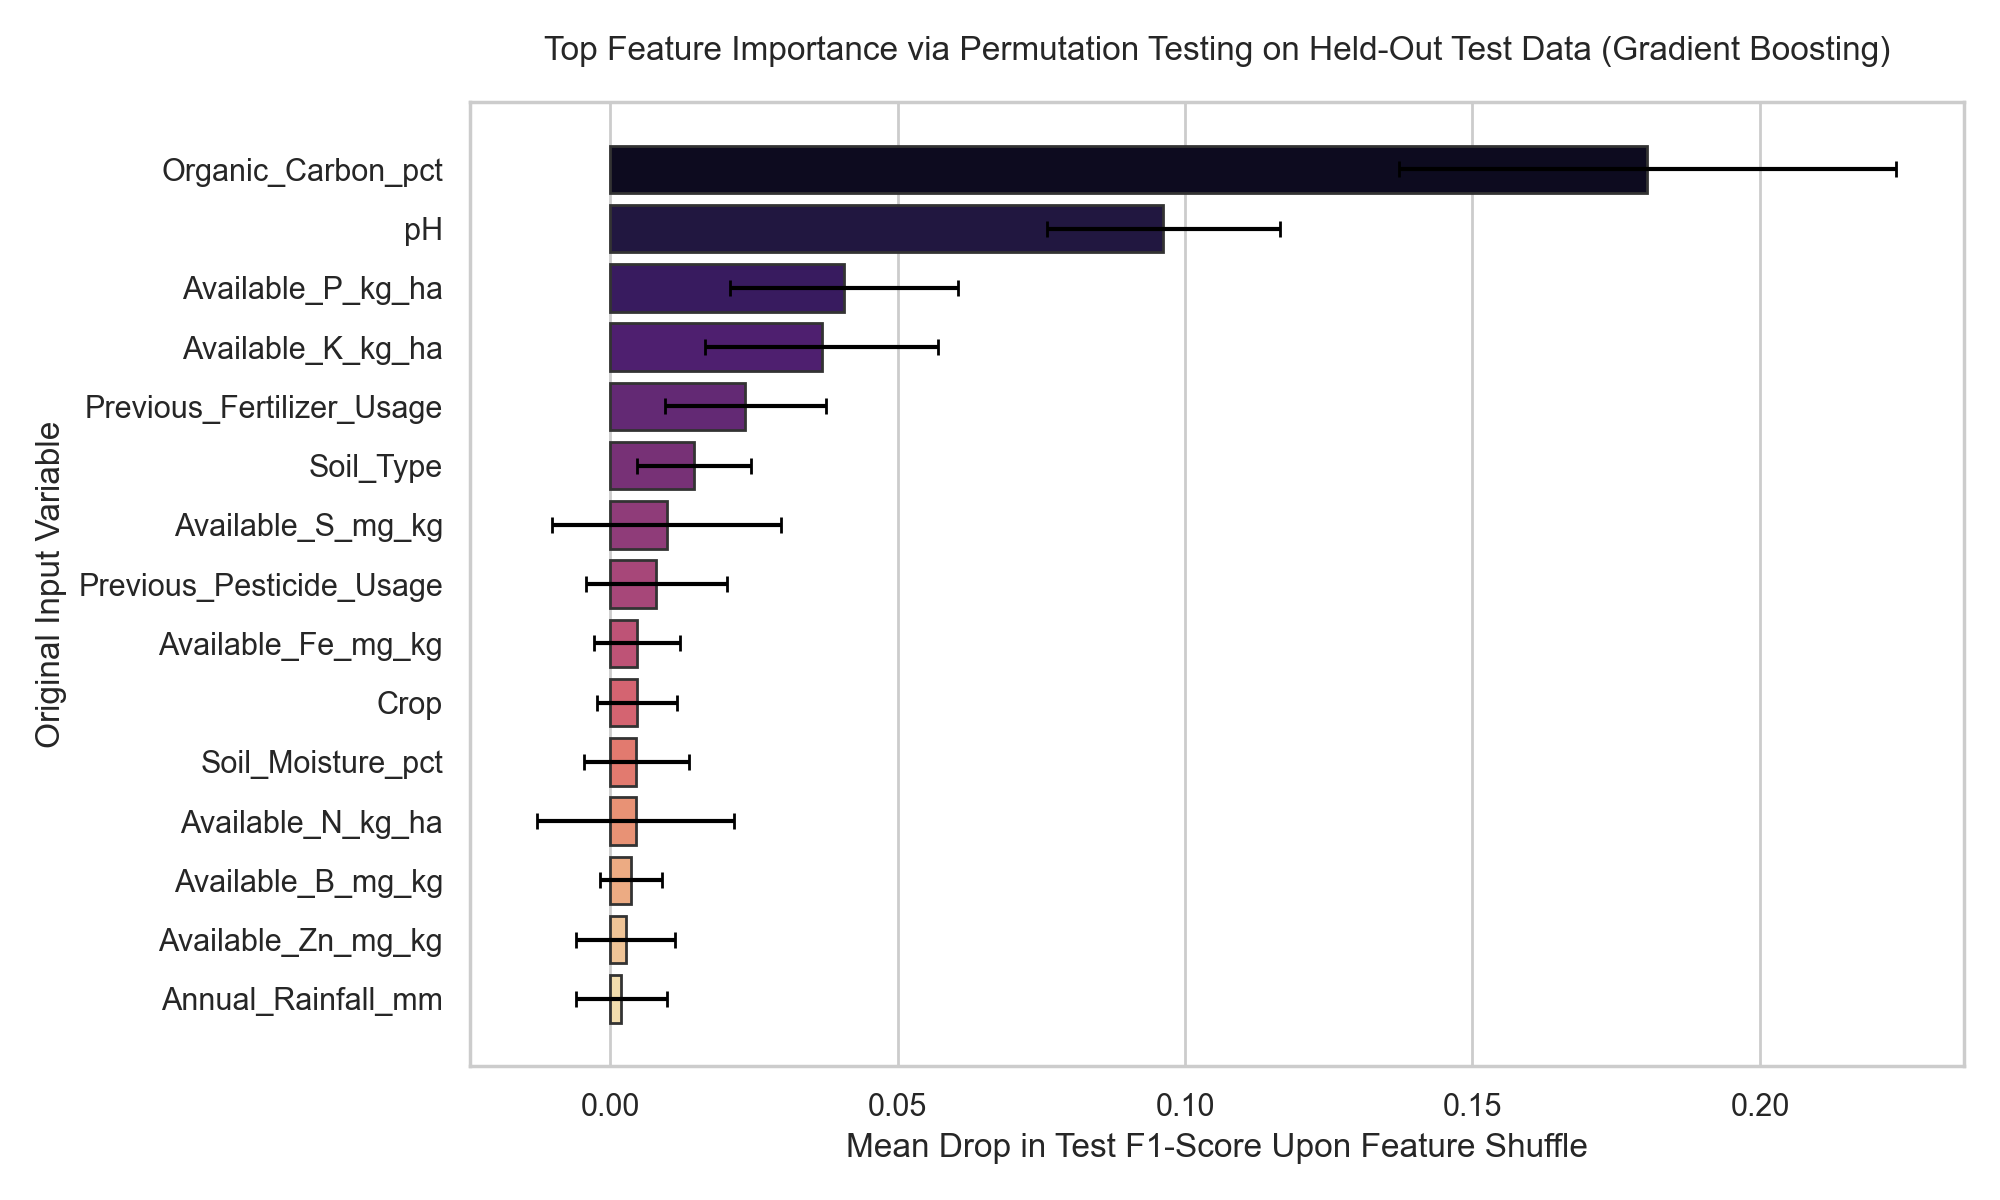 Top Feature Importance via Permutation Testing on Held-Out Test Data (Gradient Boosting)
Original Input Variable
Organic_Carbon_pct
pH
Available_P_kg_ha
Available_K_kg_ha
Previous_Fertilizer_Usage
Soil_Type
Available_S_mg_kg
Previous_Pesticide_Usage
Available_Fe_mg_kg
Crop
Soil_Moisture_pct
Available_N_kg_ha
Available_B_mg_kg
Available_Zn_mg_kg
Annual_Rainfall_mm
0.00 0.05 0.10 0.15 0.20
Mean Drop in Test F1-Score Upon Feature Shuffle